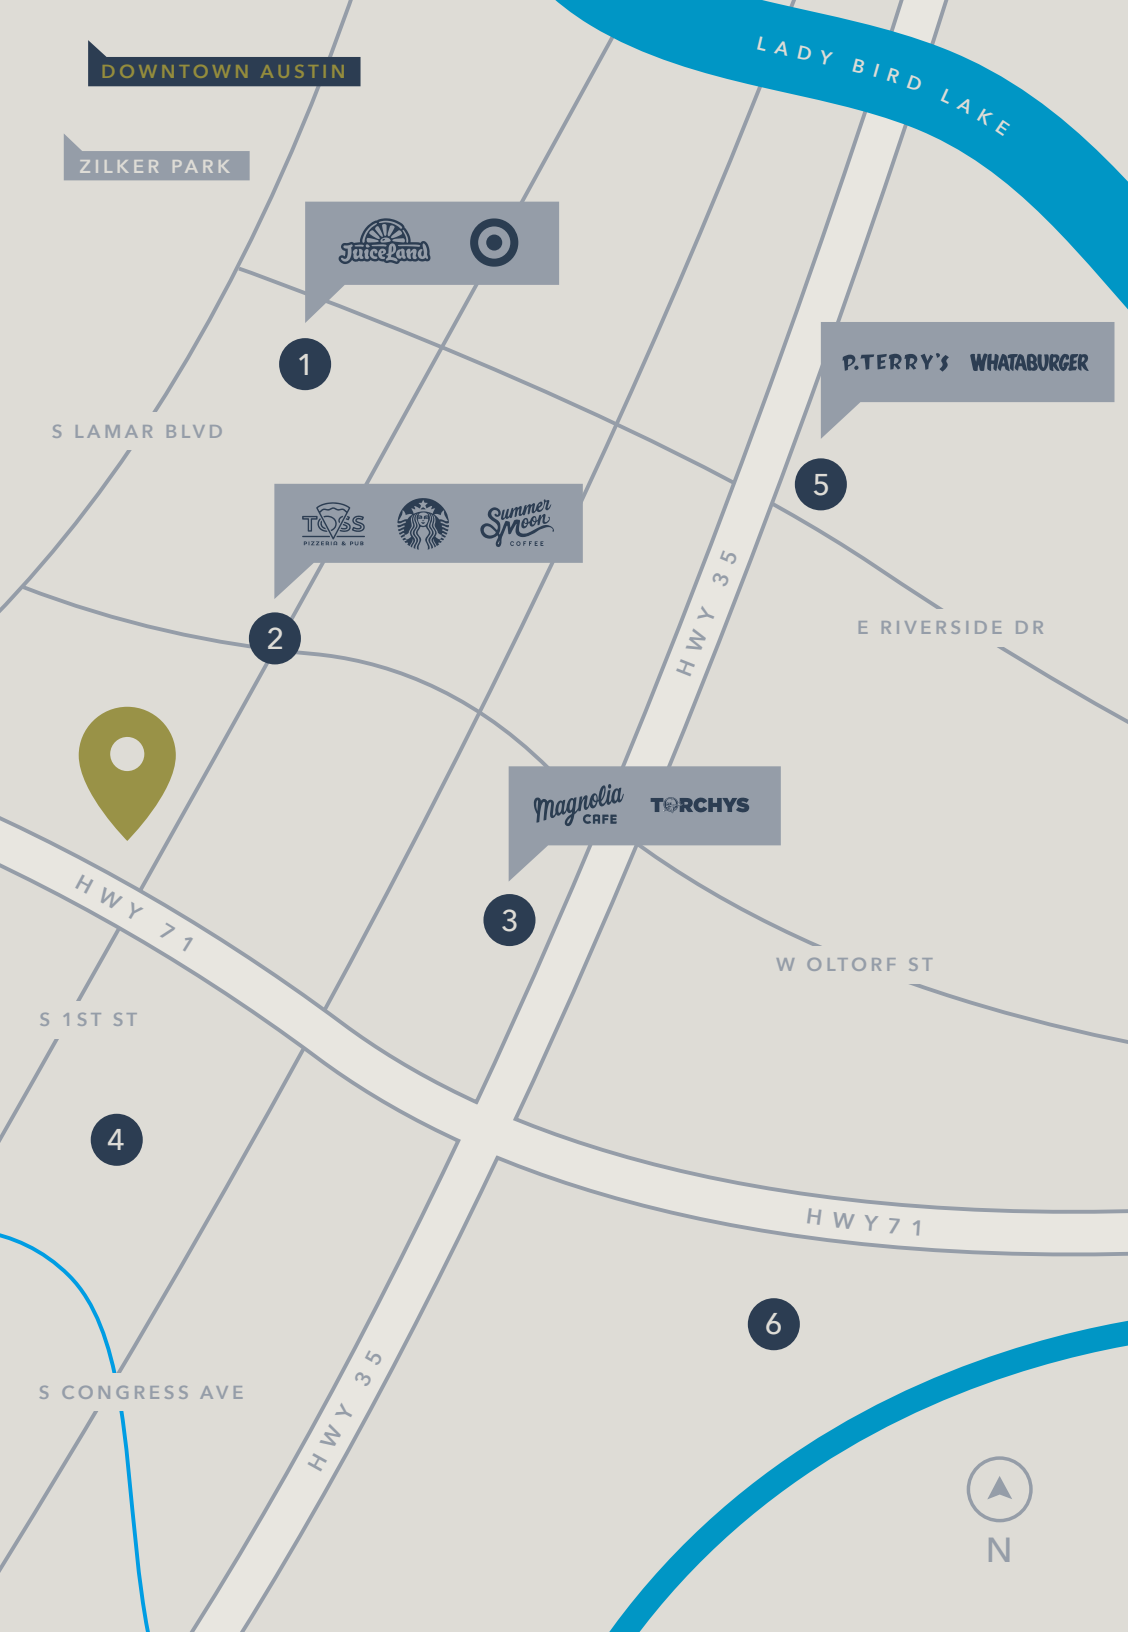 LADY BIRD LAKE
DOWNTOWN AUSTIN
ZILKER PARK
JuiceLand
1
P.TERRY'S WHATABURGER
S LAMAR BLVD
5
TOSS
PIZZERIA & PUB
Summer
Moon
COFFEE
HWY 35
E RIVERSIDE DR
2
Magnolia
CAFE
TORCHYS
HWY 71
3
W OLTORF ST
S 1ST ST
4
HWY71
6
S CONGRESS AVE
HWY 35
N